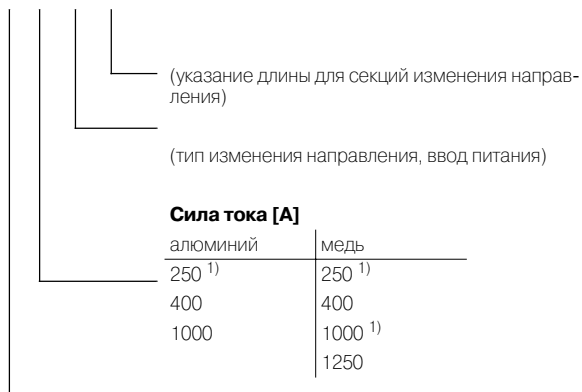 (указание длины для секций изменения направ-
ления)
(тип изменения направления, ввод питания)
Сила тока [A]
алюминий медь
250 1) 250 1)
400 400
1000 1000 1)
1250